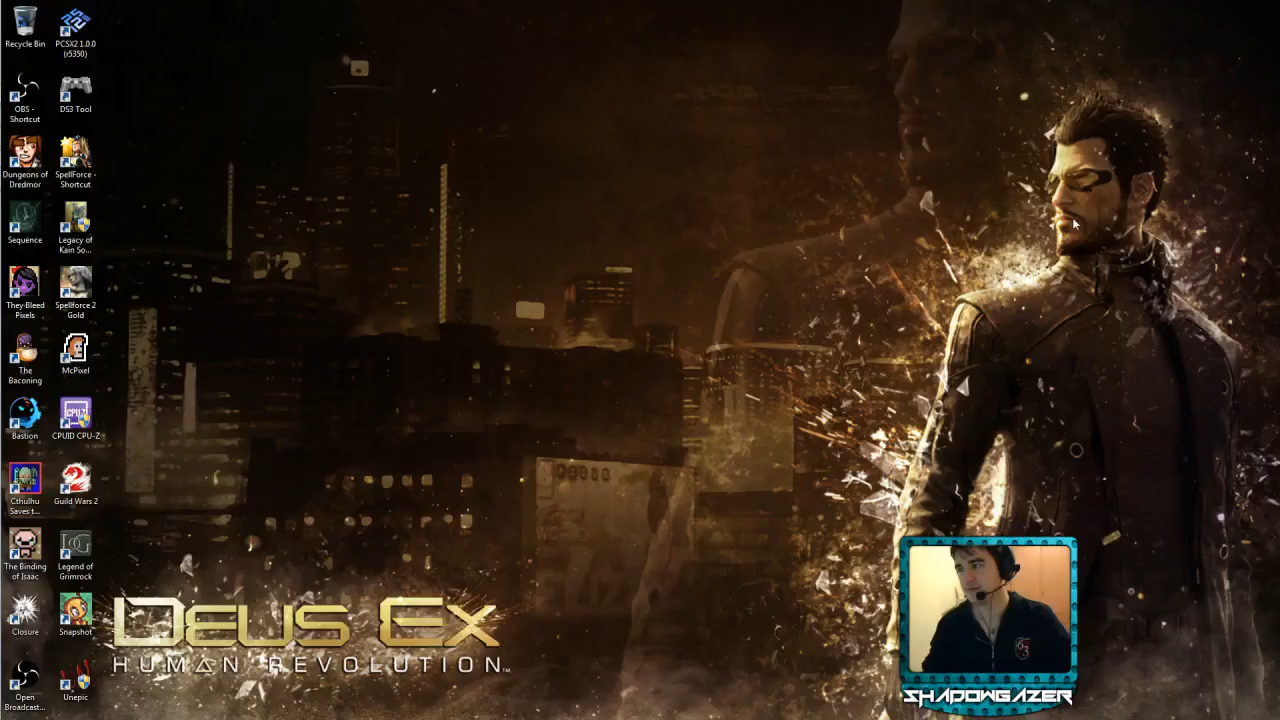 Recycle Bin
PCSX2 1.0.0
(r5350)
OBS -
Shortcut
DS3 Tool
Dungeons of
Dredmor
SpellForce -
Shortcut
Sequence
Legacy of
Kain So...
They Bleed
Pixels
Spellforce 2
Gold
The
Baconing
McPixel
Bastion
CPUID CPU-Z
Cthulhu
Saves t...
Guild Wars 2
The Binding
of Isaac
Legend of
Grimrock
Closure
Snapshot
Open
Broadcast...
Unepic
DEUS EX
HUMAN REVOLUTION™
SHADOWGAZER